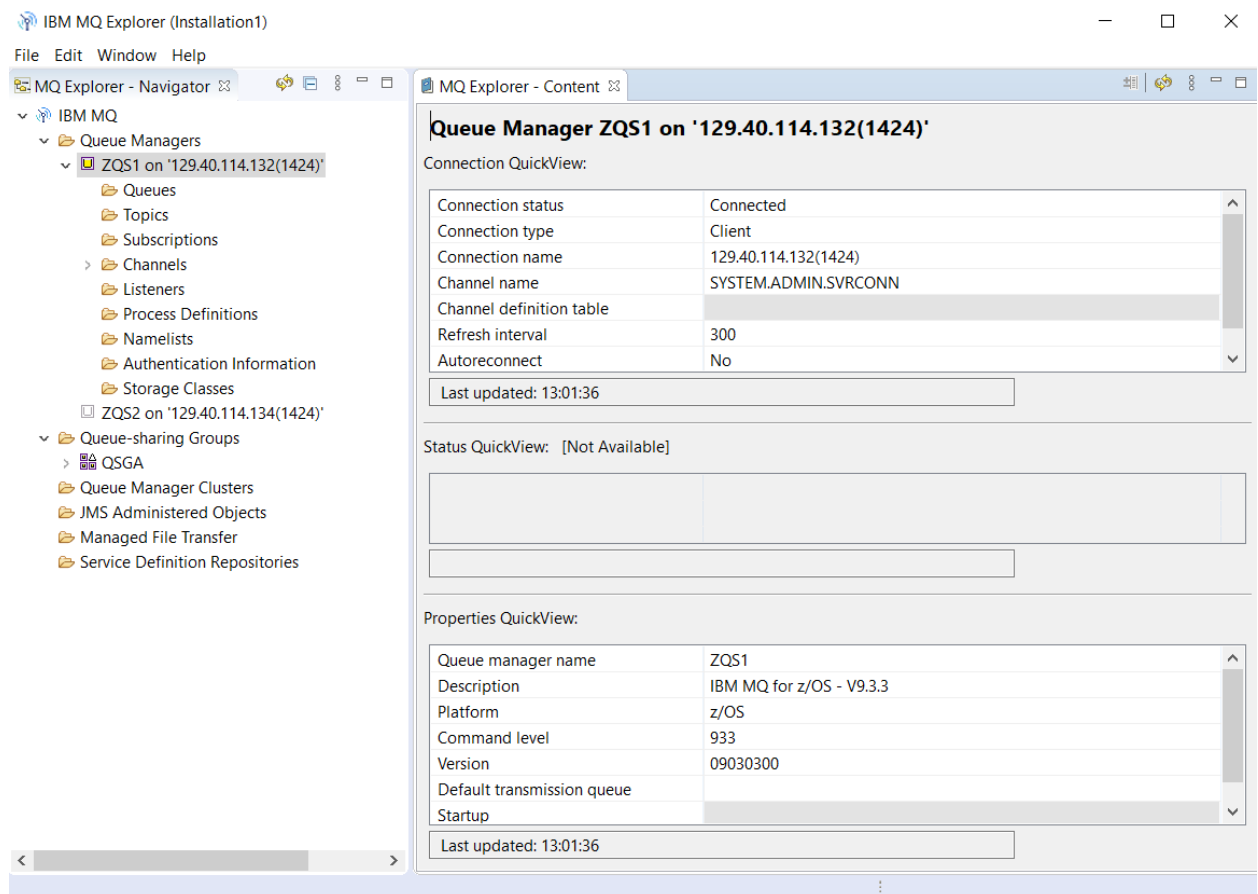 IBM MQ Explorer (Installation1)
File Edit Window Help
MQ Explorer - Navigator
IBM MQ
Queue Managers
ZQS1 on '129.40.114.132(1424)'
Queues
Topics
Subscriptions
Channels
Listeners
Process Definitions
Namelists
Authentication Information
Storage Classes
ZQS2 on '129.40.114.134(1424)'
Queue-sharing Groups
QSGA
Queue Manager Clusters
JMS Administered Objects
Managed File Transfer
Service Definition Repositories
MQ Explorer - Content
Queue Manager ZQS1 on '129.40.114.132(1424)'
Connection QuickView:
Connection status Connected
Connection type Client
Connection name 129.40.114.132(1424)
Channel name SYSTEM.ADMIN.SVRCONN
Channel definition table
Refresh interval 300
Autoreconnect No
Last updated: 13:01:36
Status QuickView: [Not Available]
Properties QuickView:
Queue manager name ZQS1
Description IBM MQ for z/OS - V9.3.3
Platform z/OS
Command level 933
Version 09030300
Default transmission queue
Startup
Last updated: 13:01:36